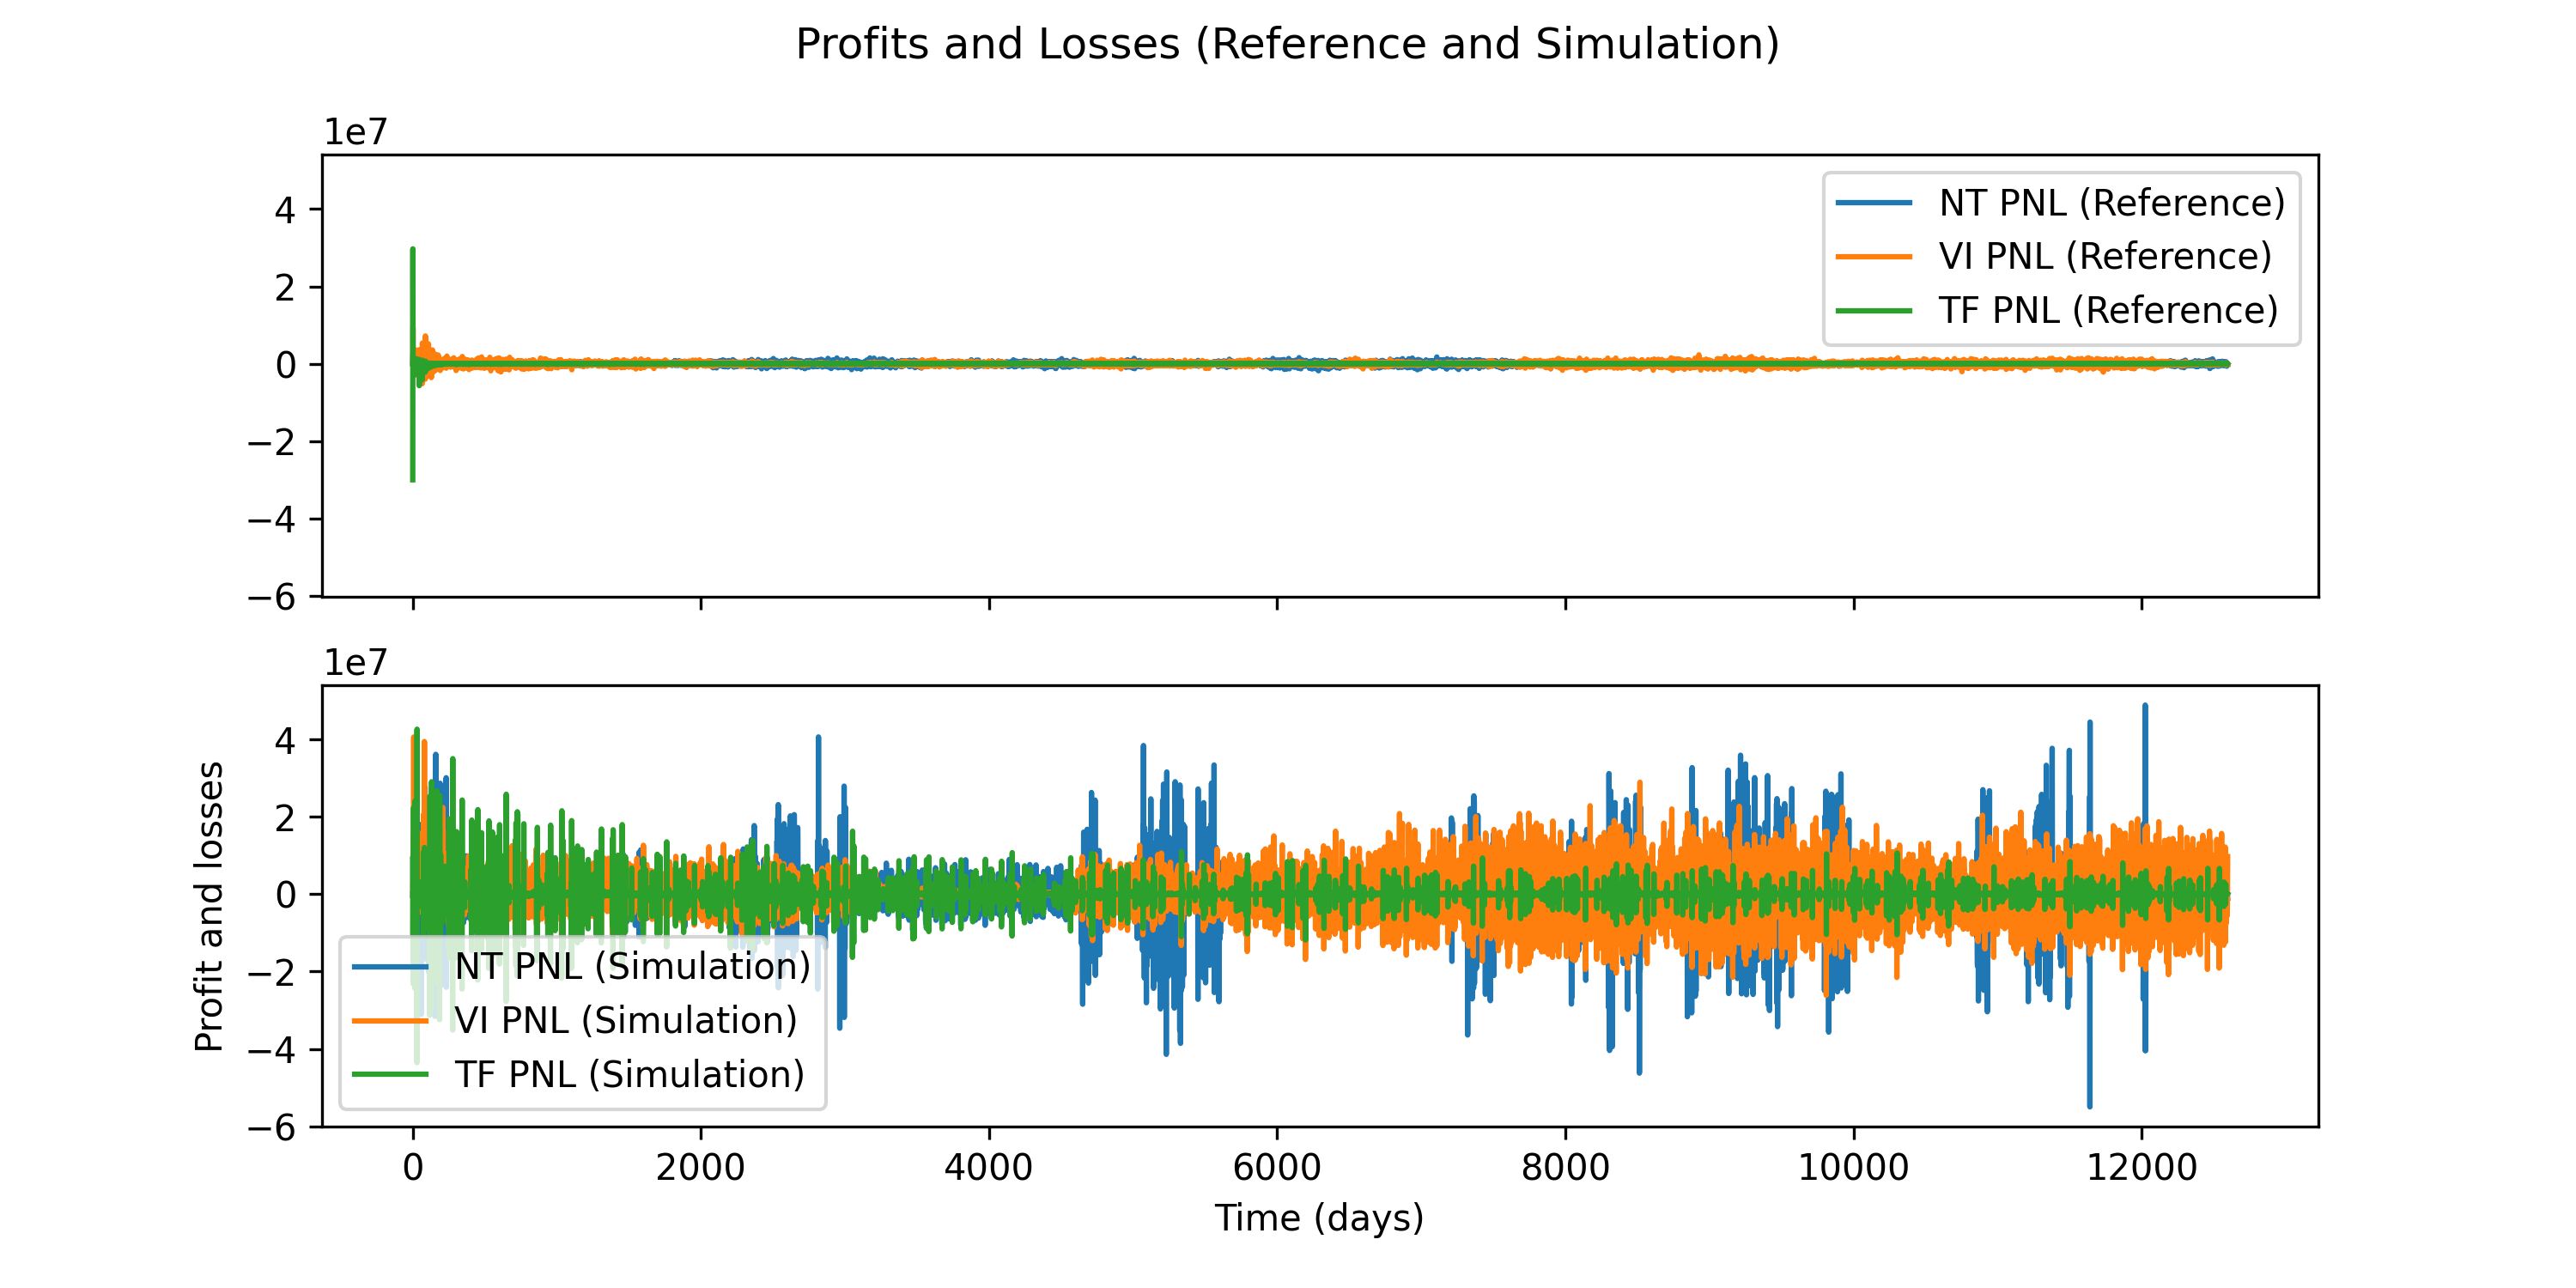 Profits and Losses (Reference and Simulation)
1e7
4
2
0
−2
−4
−6
NT PNL (Reference)
VI PNL (Reference)
TF PNL (Reference)
1e7
4
2
0
−2
−4
−6
Profit and losses
NT PNL (Simulation)
VI PNL (Simulation)
TF PNL (Simulation)
0 2000 4000 6000 8000 10000 12000
Time (days)